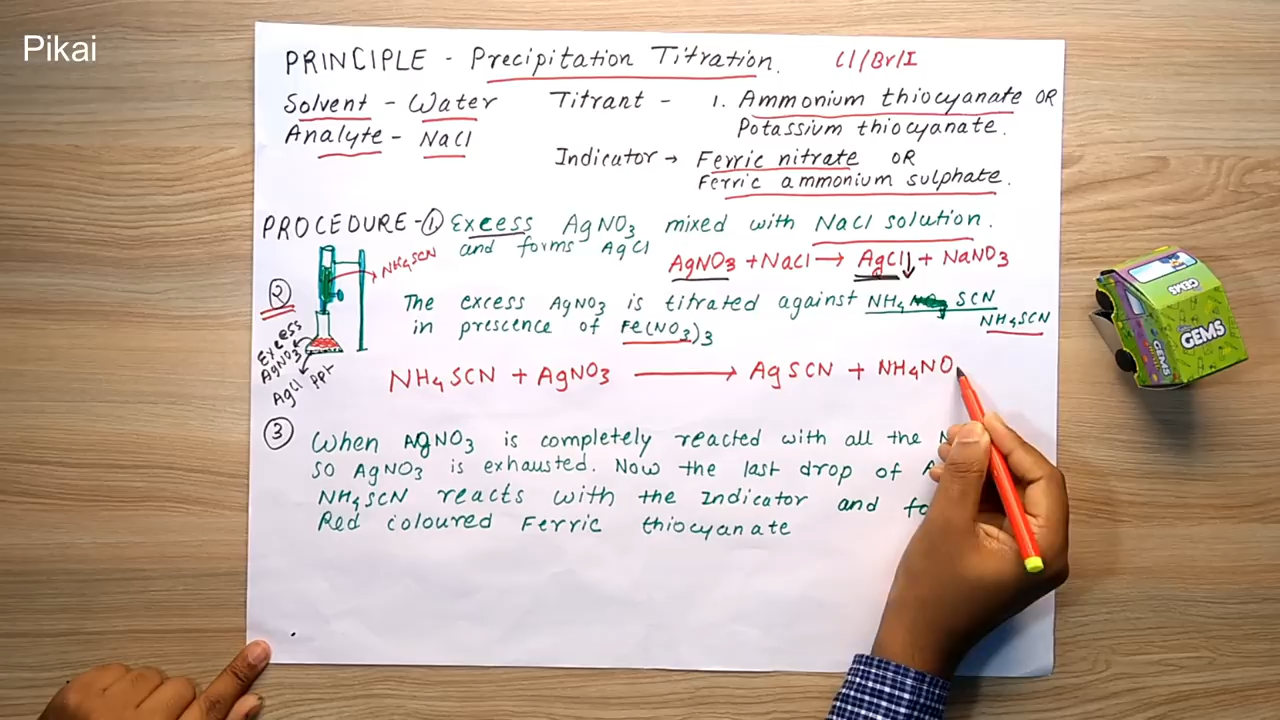 Pikai
PRINCIPLE - Precipitation Titration. Cl/Br/I
Solvent - Water Titrant - 1. Ammonium thiocyanate OR
Analyte - NaCl Potassium thiocyanate.
Indicator → Ferric nitrate OR
Ferric ammonium sulphate.
PROCEDURE - ① Excess AgNO3 mixed with NaCl solution.
and forms AgCl
AgNO3 + NaCl → AgCl↓ + NaNO3
NH4SCN
② The excess AgNO3 is titrated against NH4 SCN
NH4SCN
in prescence of Fe(NO3)3
Excess
AgNO3
AgCl ppt
NH4SCN + AgNO3 → AgSCN + NH4NO
③ When AgNO3 is completely reacted with all the
so AgNO3 is exhausted. Now the last drop of
NH4SCN reacts with the Indicator and
Red coloured Ferric thiocyanate
GEMS
GEMS
GEMS